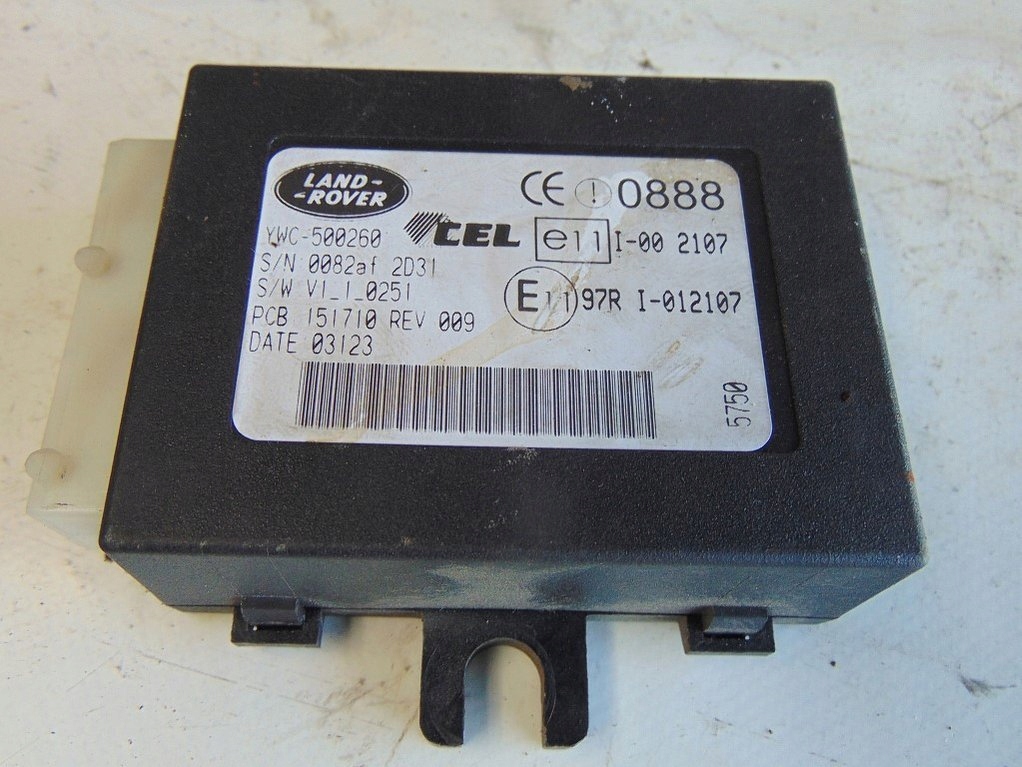 LAND-
-ROVER
CE 0888
YWC-500260
CEL
e11 I-00 2107
S/N 0082af 2D31
S/W V1_1_0251
E11 97R I-012107
PCB 151710 REV 009
DATE 03123
5750